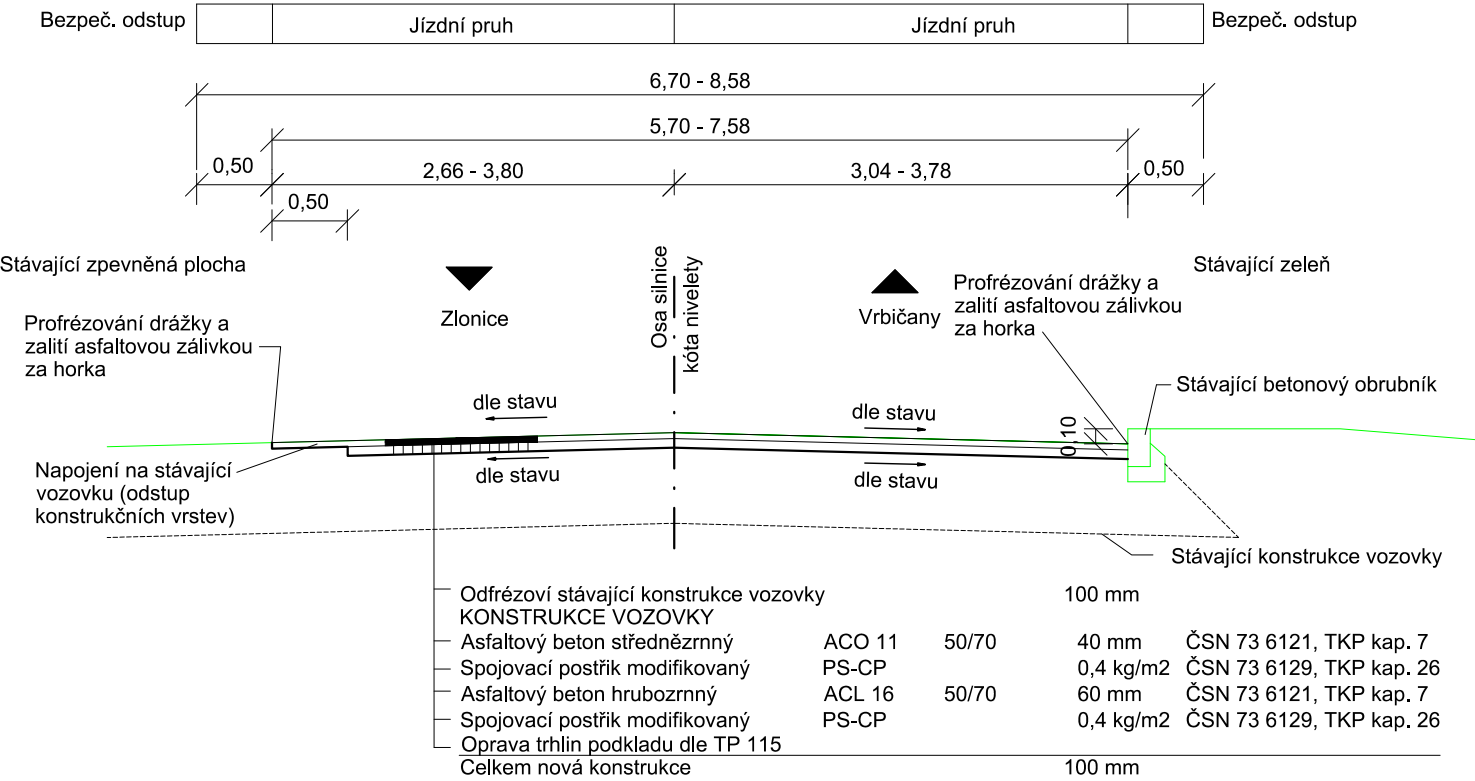 Bezpeč. odstup
Jízdní pruh
Jízdní pruh
Bezpeč. odstup
6,70 - 8,58
5,70 - 7,58
0,50
2,66 - 3,80
3,04 - 3,78
0,50
0,50
Stávající zpevněná plocha
Stávající zeleň
Osa silnice
kóta nivelety
Zlonice
Vrbičany
Profrézování drážky a
zalití asfaltovou zálivkou
za horka
Profrézování drážky a
zalití asfaltovou zálivkou
za horka
Stávající betonový obrubník
dle stavu
dle stavu
0,10
dle stavu
dle stavu
Napojení na stávající
vozovku (odstup
konstrukčních vrstev)
Stávající konstrukce vozovky
Odfrézoví stávající konstrukce vozovky 100 mm
KONSTRUKCE VOZOVKY
Asfaltový beton střednězrnný ACO 11 50/70 40 mm ČSN 73 6121, TKP kap. 7
Spojovací postřik modifikovaný PS-CP 0,4 kg/m2 ČSN 73 6129, TKP kap. 26
Asfaltový beton hrubozrnný ACL 16 50/70 60 mm ČSN 73 6121, TKP kap. 7
Spojovací postřik modifikovaný PS-CP 0,4 kg/m2 ČSN 73 6129, TKP kap. 26
Oprava trhlin podkladu dle TP 115
Celkem nová konstrukce 100 mm